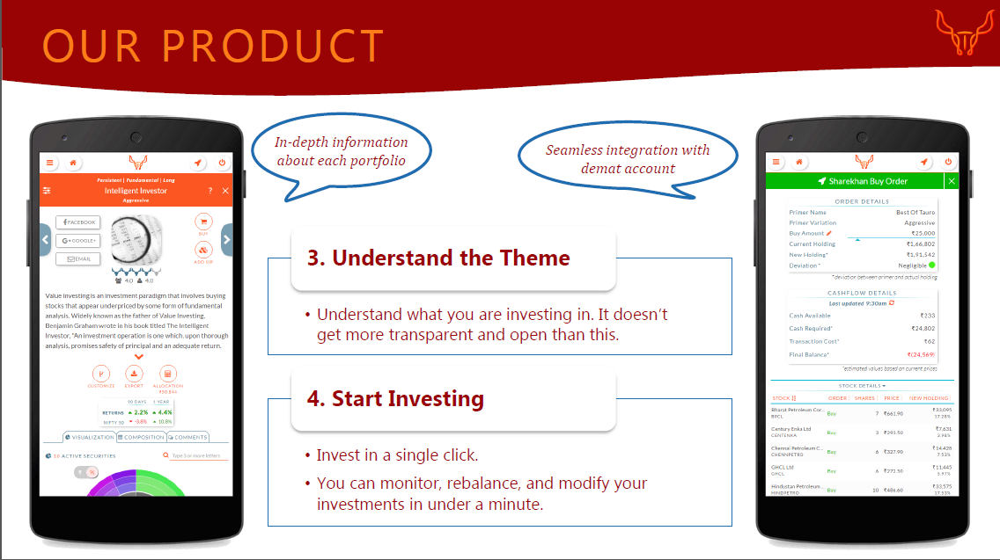 OUR PRODUCT
In-depth information
about each portfolio
Seamless integration with
demat account
Persistent | Fundamental | Long
Intelligent Investor
?
Aggressive
FACEBOOK
G+ GOOGLE+
EMAIL
BUY
ADD SIP
4.0 4.0
Value investing is an investment paradigm that involves buying
stocks that appear underpriced by some form of fundamental
analysis. Widely known as the father of Value Investing,
Benjamin Graham wrote in his book titled The Intelligent
Investor, "An investment operation is one which, upon thorough
analysis, promises safety of principal and an adequate return.
CUSTOMIZE EXPORT ALLOCATION
₹50,844
90 DAYS 1 YEAR
RETURNS 2.2% 4.4%
NIFTY 50 -3.8% 10.8%
VISUALIZATION COMPOSITION COMMENTS
10 ACTIVE SECURITIES Type 3 or more letters
₹ %
3. Understand the Theme
• Understand what you are investing in. It doesn’t
get more transparent and open than this.
4. Start Investing
• Invest in a single click.
• You can monitor, rebalance, and modify your
investments in under a minute.
Sharekhan Buy Order
ORDER DETAILS
Primer Name Best Of Tauro
Primer Variation Aggressive
Buy Amount ₹25,000
Current Holding ₹1,66,802
New Holding* ₹1,91,542
Deviation* Negligible
*deviation between primer and actual holding
CASHFLOW DETAILS
Last updated 9:30am
Cash Available ₹233
Cash Required* ₹24,802
Transaction Cost* ₹62
Final Balance* ₹(24,569)
*estimated values based on current prices
STOCK DETAILS
STOCK ORDER SHARES PRICE NEW HOLDING
Bharat Petroleum Cor... Buy 7 ₹661.90 ₹33,095
BPCL 17.28%
Century Enka Ltd Buy 3 ₹7,631
CENTENKA 3.98%
Chennai Petroleum C... Buy 6 ₹327.90 ₹14,428
CHENNPETRO 7.53%
GHCL Ltd Buy 6 ₹272.50 ₹11,445
GHCL 5.97%
Hindustan Petroleum ... Buy 10 ₹486.60 ₹33,575
HINDPETRO 17.53%